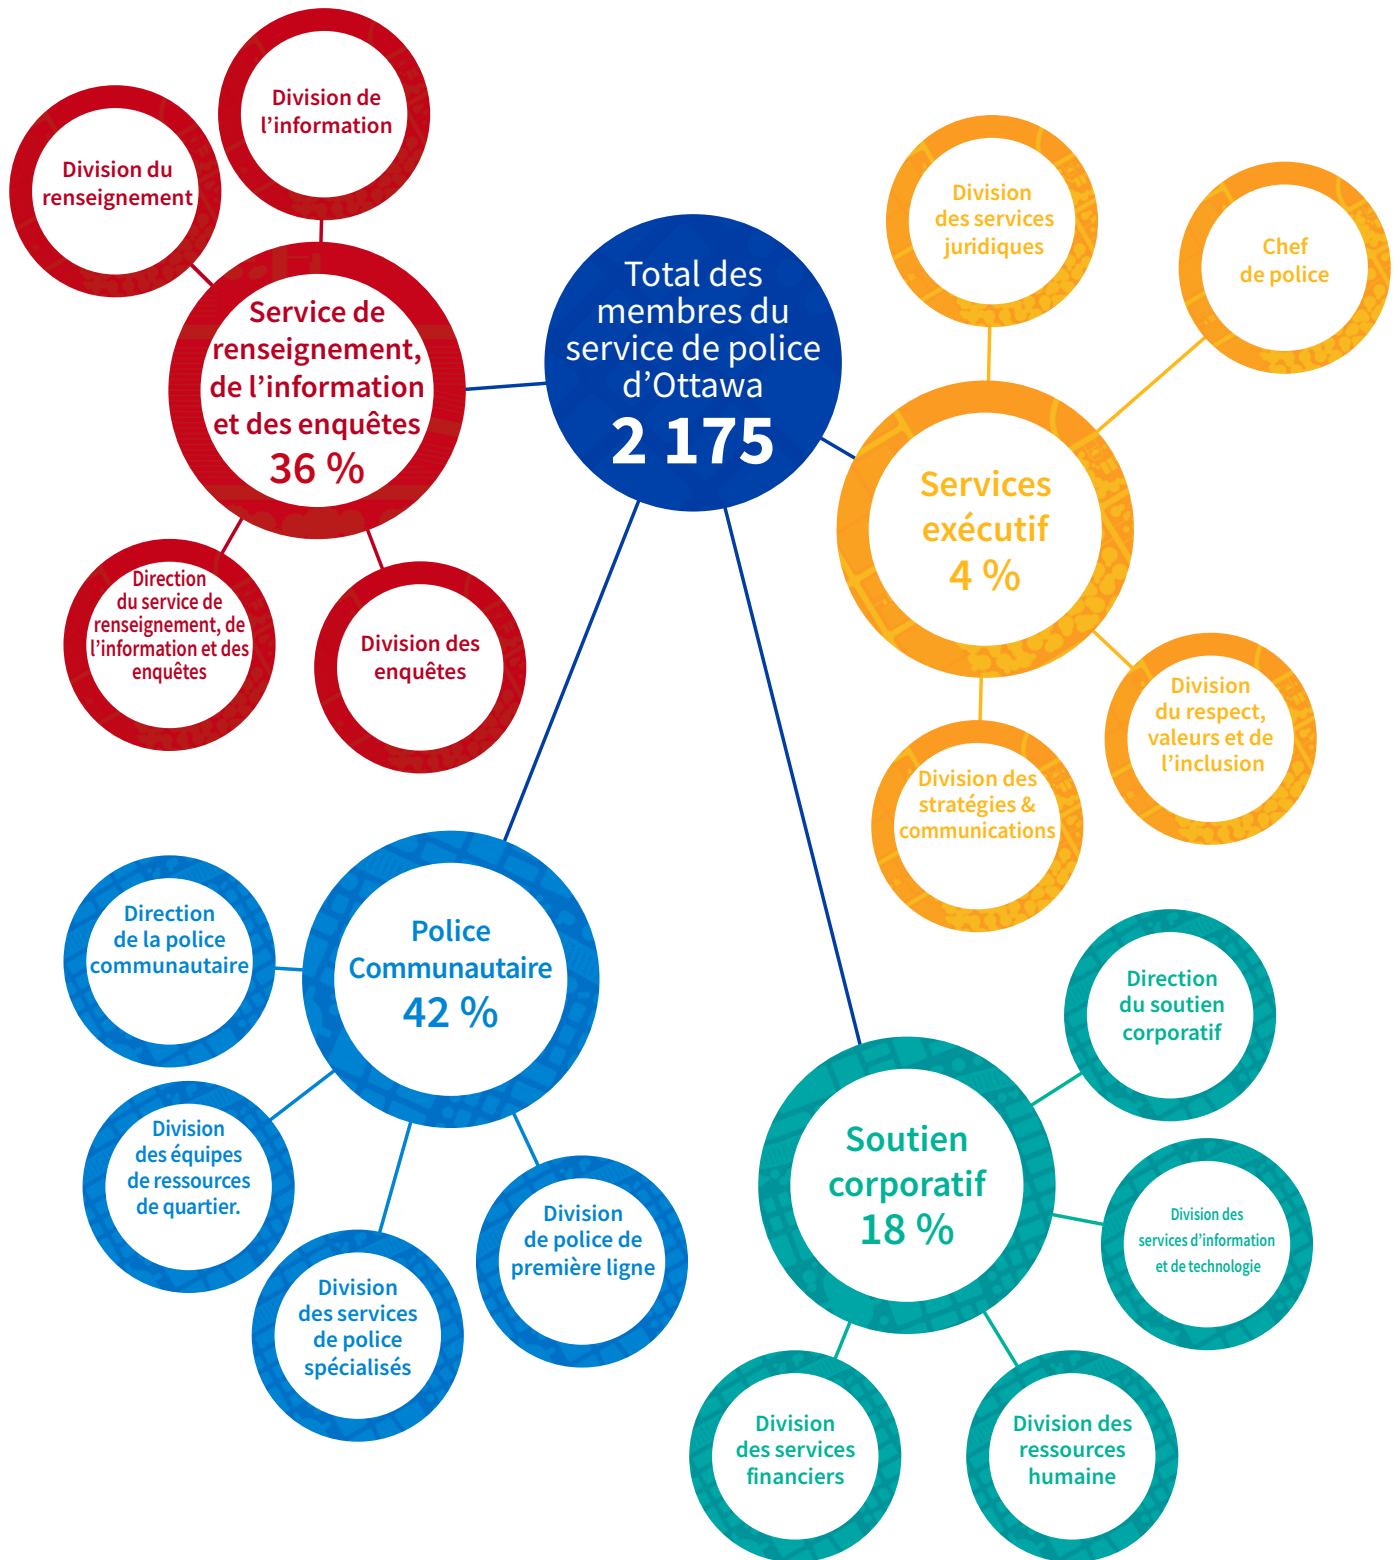 Division de
l’information
Division du
renseignement
Service de
renseignement,
de l’information
et des enquêtes
36 %
Direction
du service de
renseignement, de
l’information et des
enquêtes
Division des
enquêtes
Total des
membres du
service de police
d’Ottawa
2 175
Division
des services
juridiques
Chef
de police
Services
exécutif
4 %
Division
du respect,
valeurs et de
l’inclusion
Division des
stratégies &
communications
Police
Communautaire
42 %
Direction
de la police
communautaire
Division
des équipes
de ressources
de quartier.
Division
des services
de police
spécialisés
Division
de police de
première ligne
Soutien
corporatif
18 %
Direction
du soutien
corporatif
Division des
services d’information
et de technologie
Division
des services
financiers
Division des
ressources
humaine